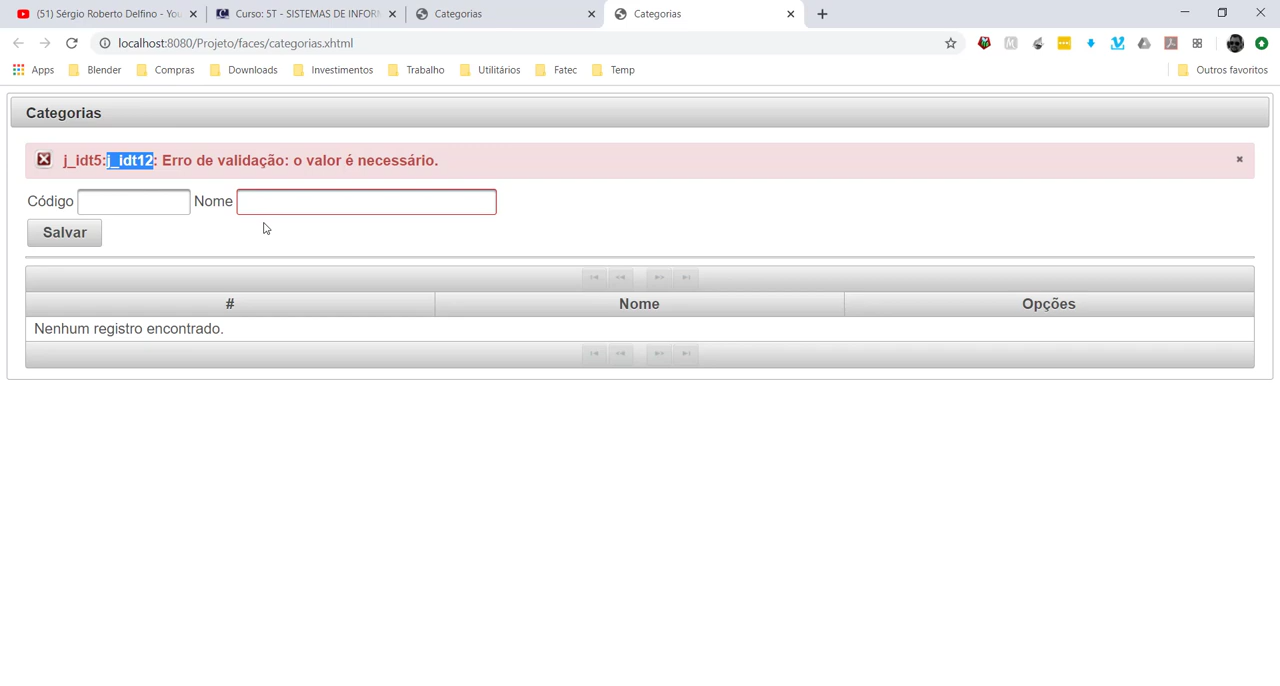 (51) Sérgio Roberto Delfino - You
Curso: 5T - SISTEMAS DE INFOR
Categorias
Categorias
localhost:8080/Projeto/faces/categorias.xhtml
Apps
Blender
Compras
Downloads
Investimentos
Trabalho
Utilitários
Fatec
Temp
Outros favoritos
Categorias
j_idt5:j_idt12: Erro de validação: o valor é necessário.
Código
Nome
Salvar
# Nome Opções
Nenhum registro encontrado.